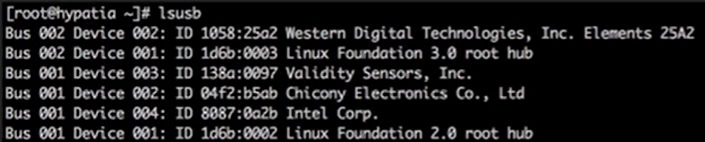 [root@hypatia ~]# lsusb
Bus 002 Device 002: ID 1058:25a2 Western Digital Technologies, Inc. Elements 25A2
Bus 002 Device 001: ID 1d6b:0003 Linux Foundation 3.0 root hub
Bus 001 Device 003: ID 138a:0097 Validity Sensors, Inc.
Bus 001 Device 002: ID 04f2:b5ab Chicony Electronics Co., Ltd
Bus 001 Device 004: ID 8087:0a2b Intel Corp.
Bus 001 Device 001: ID 1d6b:0002 Linux Foundation 2.0 root hub